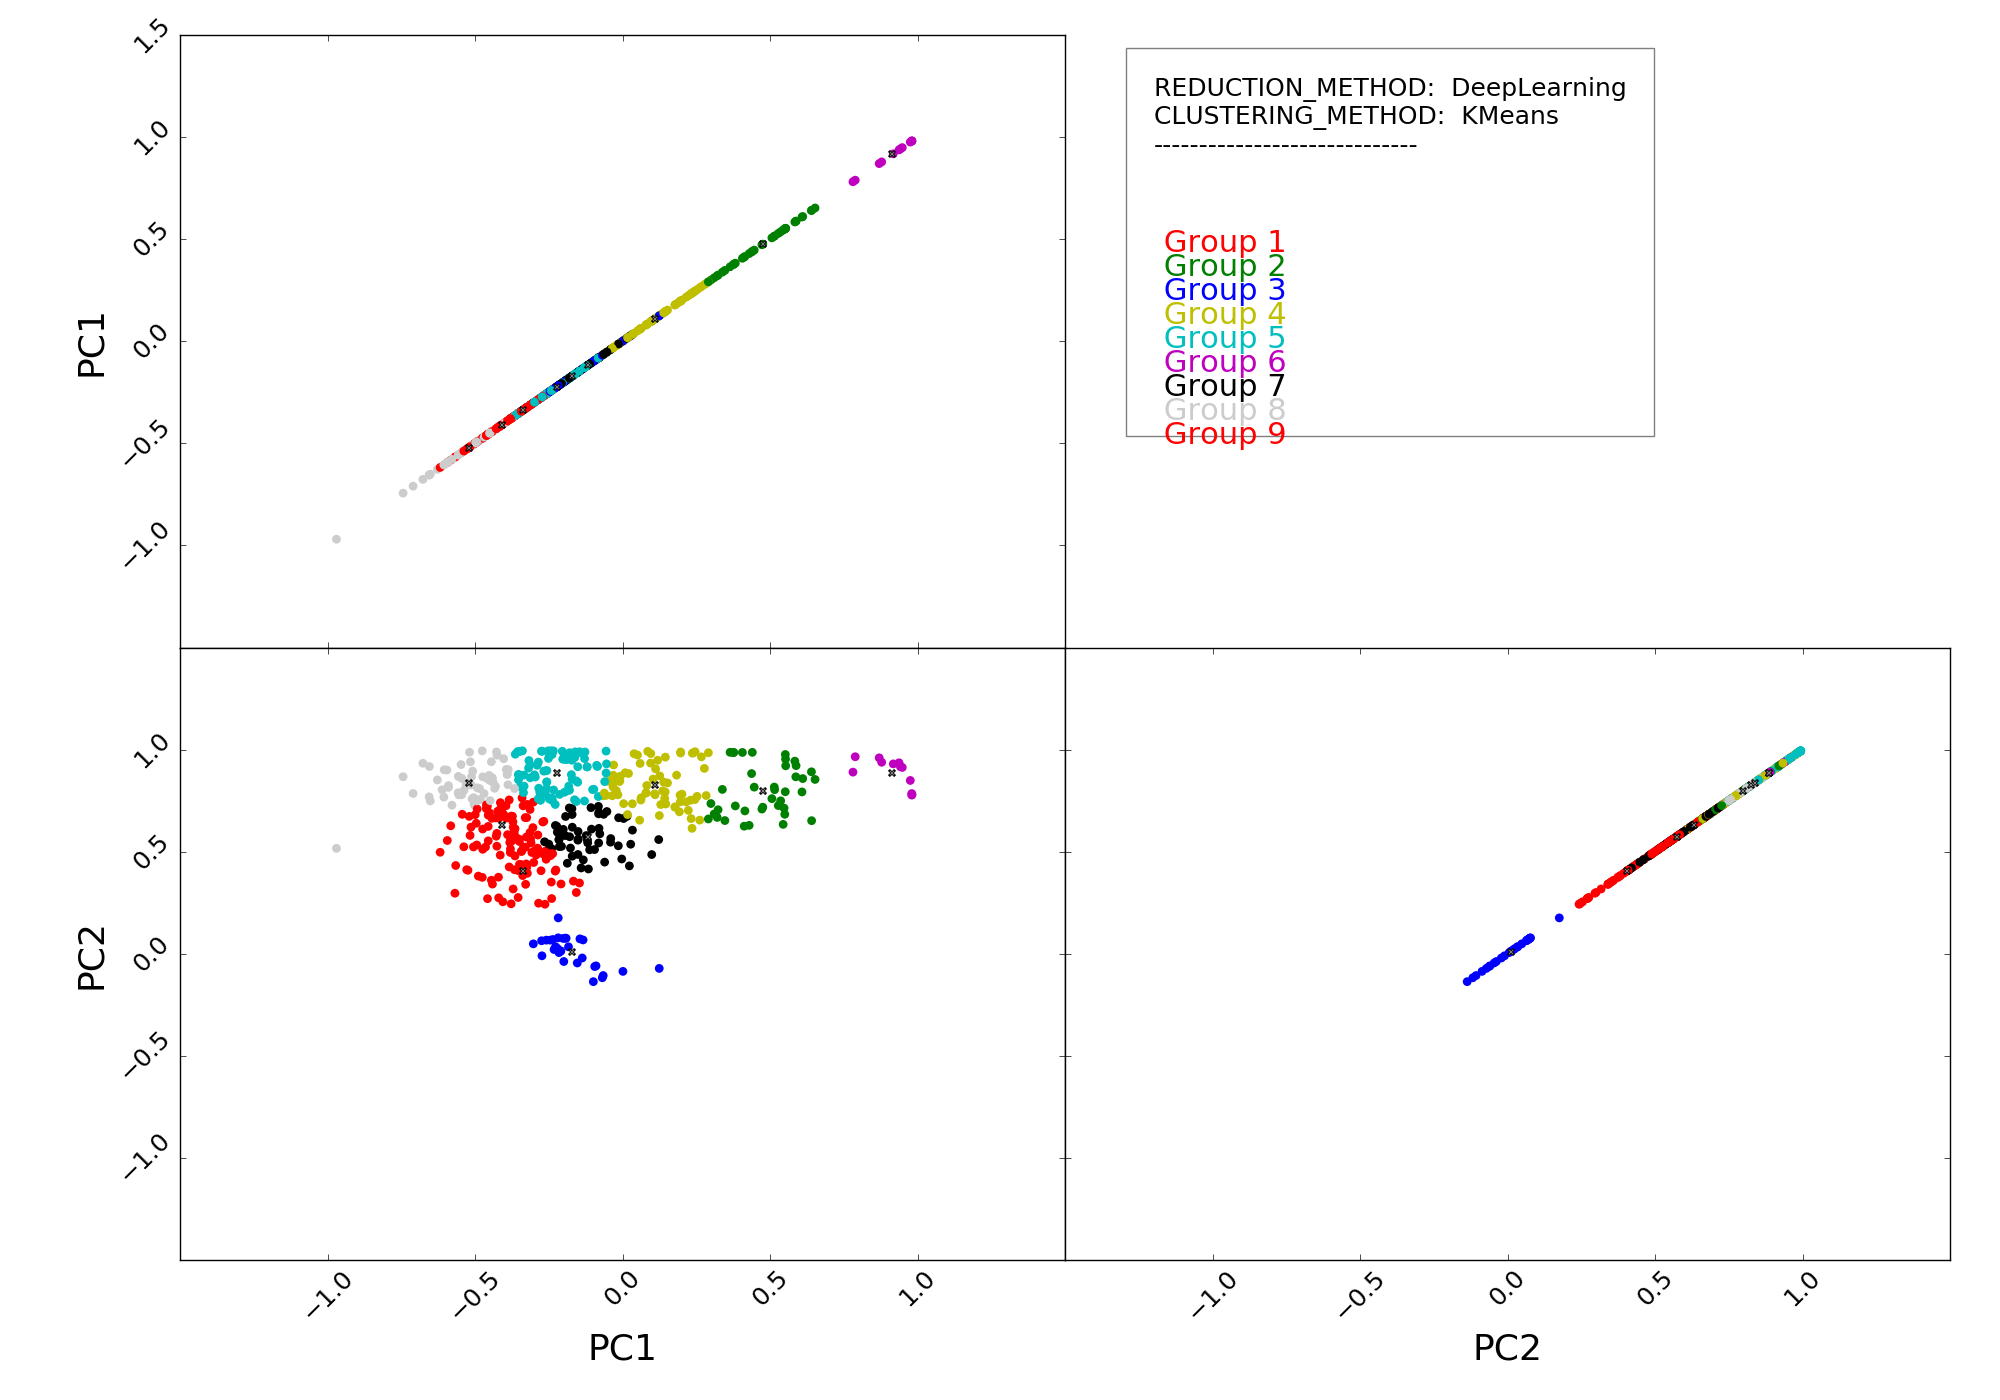 1.5
1.0
0.5
0.0
−0.5
−1.0
PC1
REDUCTION_METHOD: DeepLearning
CLUSTERING_METHOD: KMeans
-----------------------------
Group 1
Group 2
Group 3
Group 4
Group 5
Group 6
Group 7
Group 8
Group 9
1.0
0.5
0.0
−0.5
−1.0
PC2
−1.0 −0.5 0.0 0.5 1.0
−1.0 −0.5 0.0 0.5 1.0
PC1
PC2